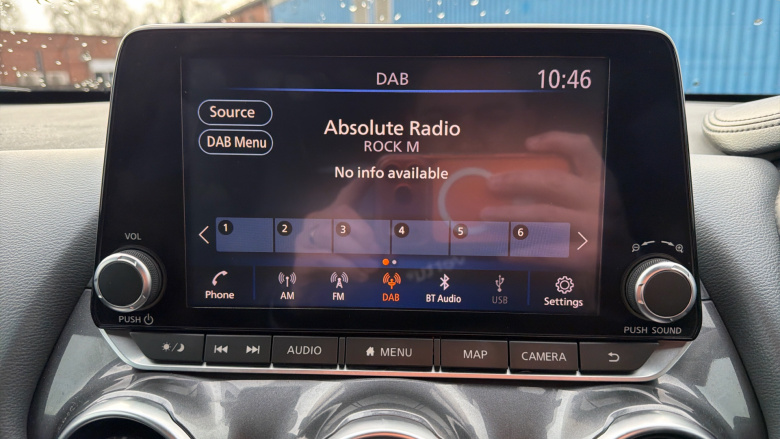 DAB
10:46
Source
Absolute Radio
ROCK M
DAB Menu
No info available
1 2 3 4 5 6
Phone AM FM DAB BT Audio USB Settings
VOL
PUSH
PUSH SOUND
AUDIO MENU MAP CAMERA